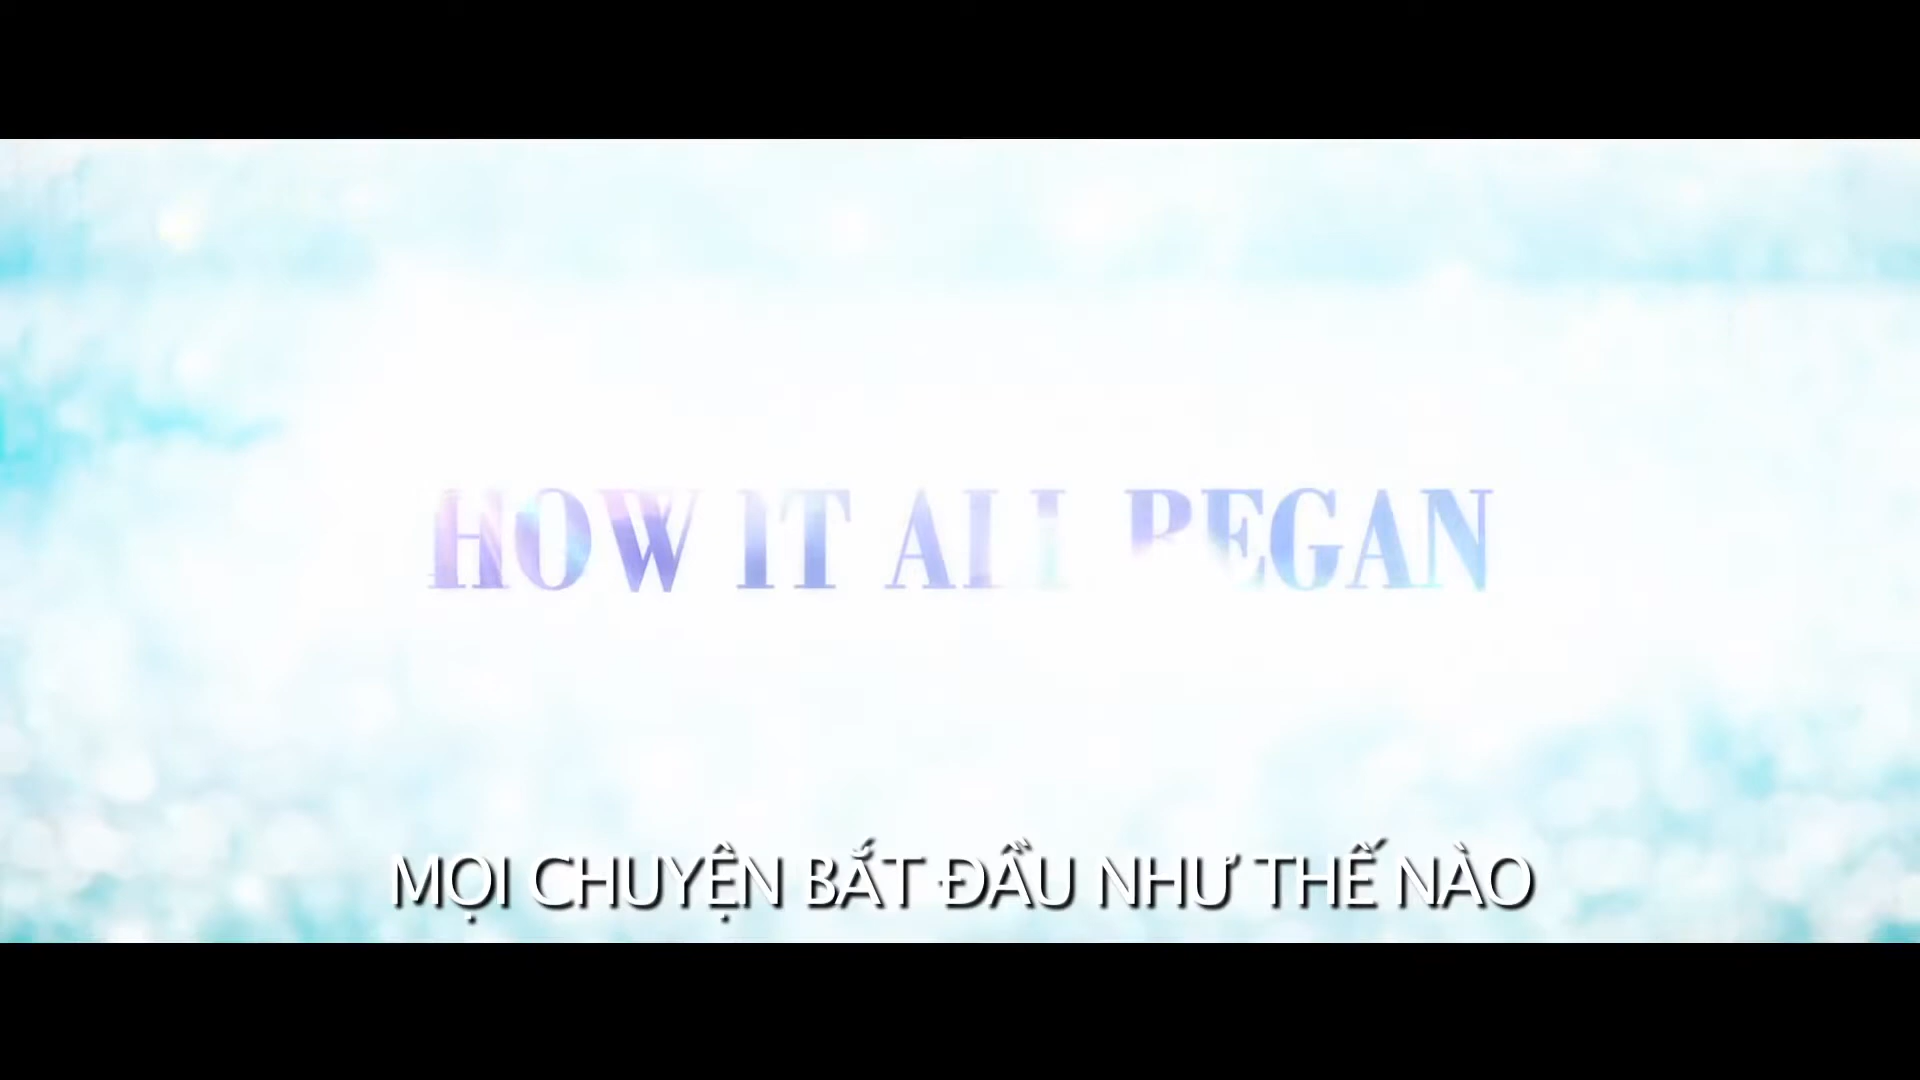 HOW IT ALL BEGAN
MỌI CHUYỆN BẮT ĐẦU NHƯ THẾ NÀO